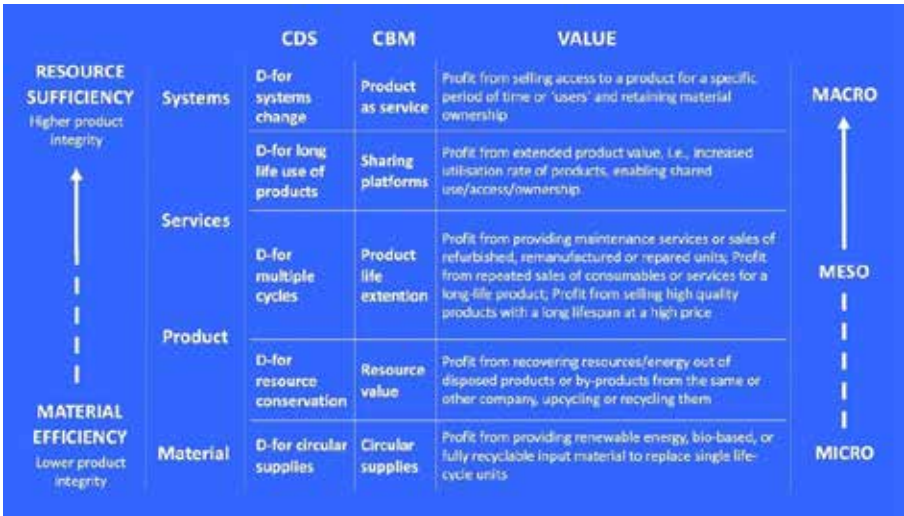 CDS CBM VALUE
RESOURCE
SUFFICIENCY
Higher product
integrity
MATERIAL
EFFICIENCY
Lower product
integrity
Systems
Services
Product
Material
D-for
systems
change
Product
as service
Profit from selling access to a product for a specific
period of time or 'users' and retaining material
ownership
D-for long
life use of
products
Sharing
platforms
Profit from extended product value, i.e., increased
utilisation rate of products, enabling shared
use/access/ownership
D-for
multiple
cycles
Product
life
extention
Profit from providing maintenance services or sales of
refurbished, remanufactured or repared units; Profit
from repeated sales of consumables or services for a
long-life product; Profit from selling high quality
products with a long lifespan at a high price
D-for
resource
conservation
Resource
value
Profit from recovering resources/energy out of
disposed products or by-products from the same or
other company, upcycling or recycling them
D-for circular
supplies
Circular
supplies
Profit from providing renewable energy, bio-based, or
fully recyclable input material to replace single life-
cycle units
MACRO
MESO
MICRO